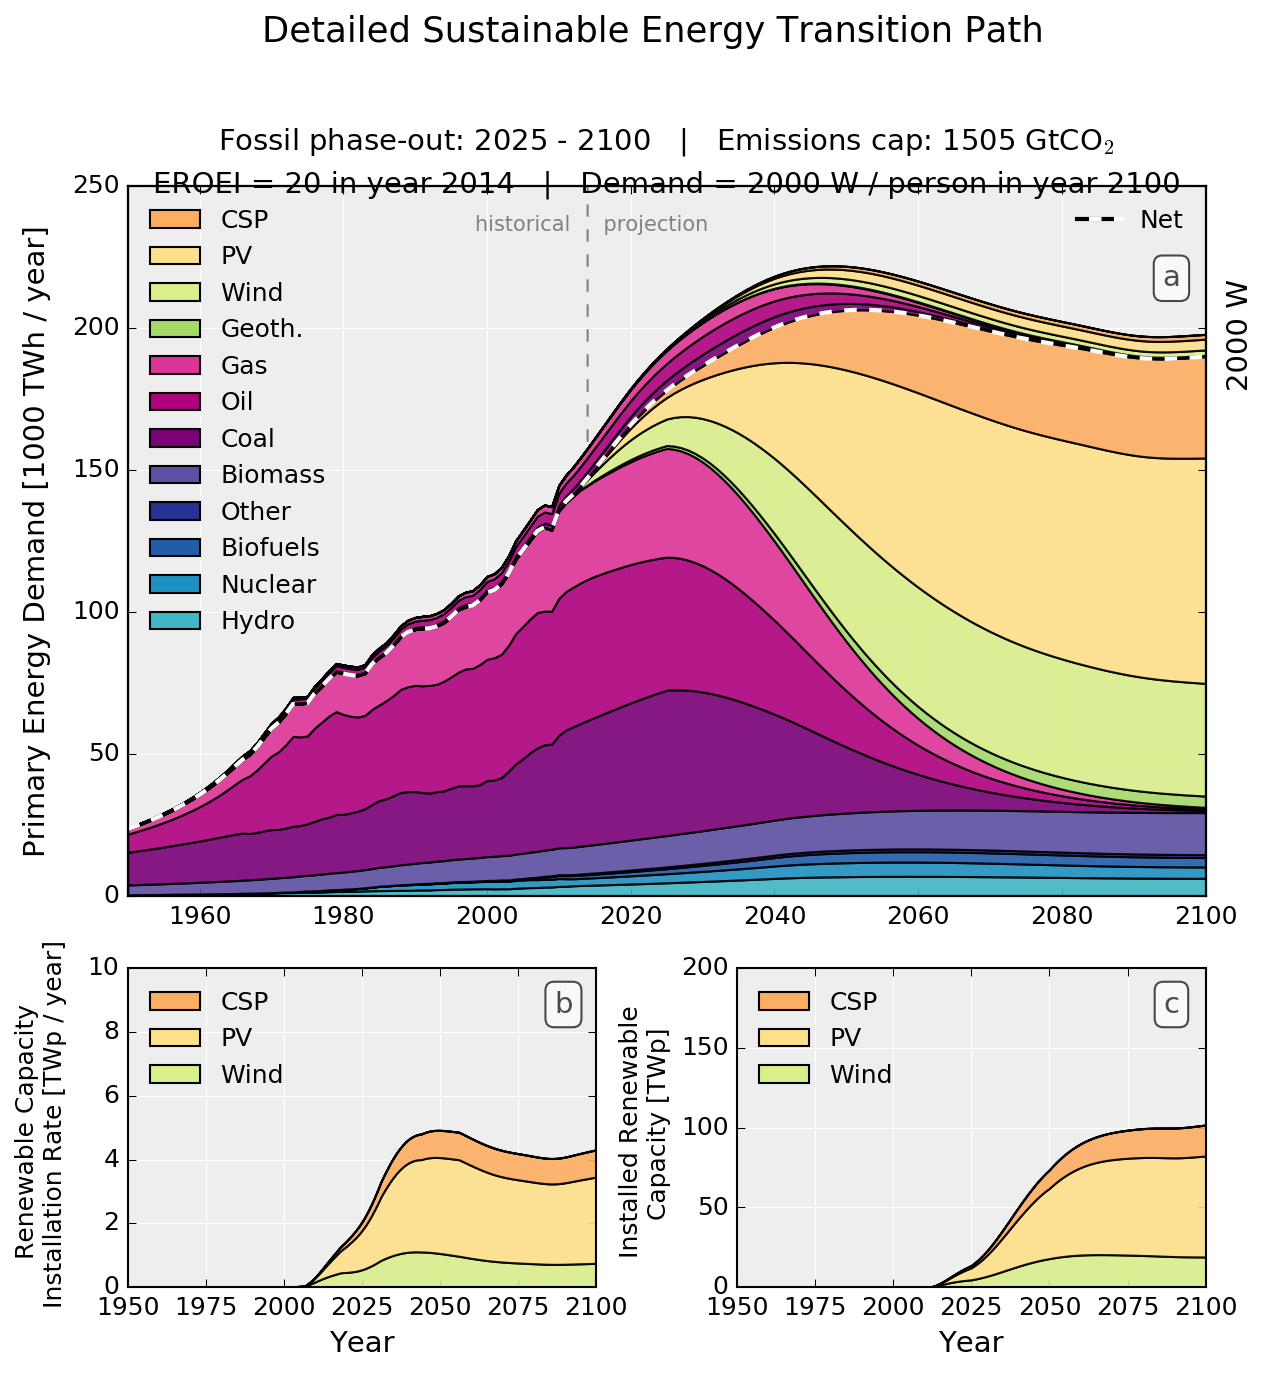 Detailed Sustainable Energy Transition Path
Fossil phase-out: 2025 - 2100 | Emissions cap: 1505 GtCO₂
EROEI = 20 in year 2014 | Demand = 2000 W / person in year 2100
Primary Energy Demand [1000 TWh / year]
250
200
150
100
50
0
CSP
PV
Wind
Geoth.
Gas
Oil
Coal
Biomass
Other
Biofuels
Nuclear
Hydro
historical
projection
Net
a
2000 W
1960 1980 2000 2020 2040 2060 2080 2100
Renewable Capacity
Installation Rate [TWp / year]
10
8
6
4
2
0
CSP
PV
Wind
b
1950 1975 2000 2025 2050 2075 2100
Year
Installed Renewable
Capacity [TWp]
200
150
100
50
0
CSP
PV
Wind
c
1950 1975 2000 2025 2050 2075 2100
Year